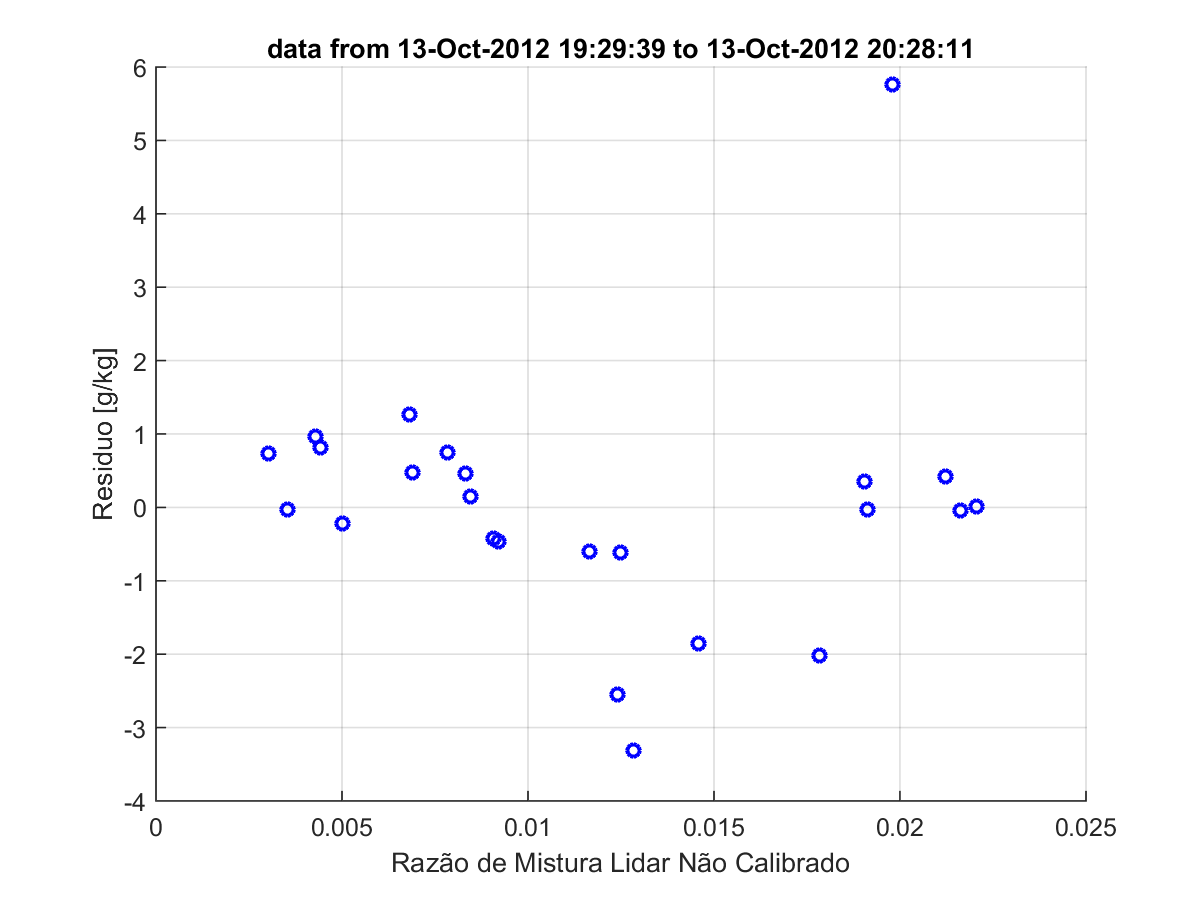 data from 13-Oct-2012 19:29:39 to 13-Oct-2012 20:28:11
6
5
4
3
2
1
0
-1
-2
-3
-4
Residuo [g/kg]
0 0.005 0.01 0.015 0.02 0.025
Razão de Mistura Lidar Não Calibrado